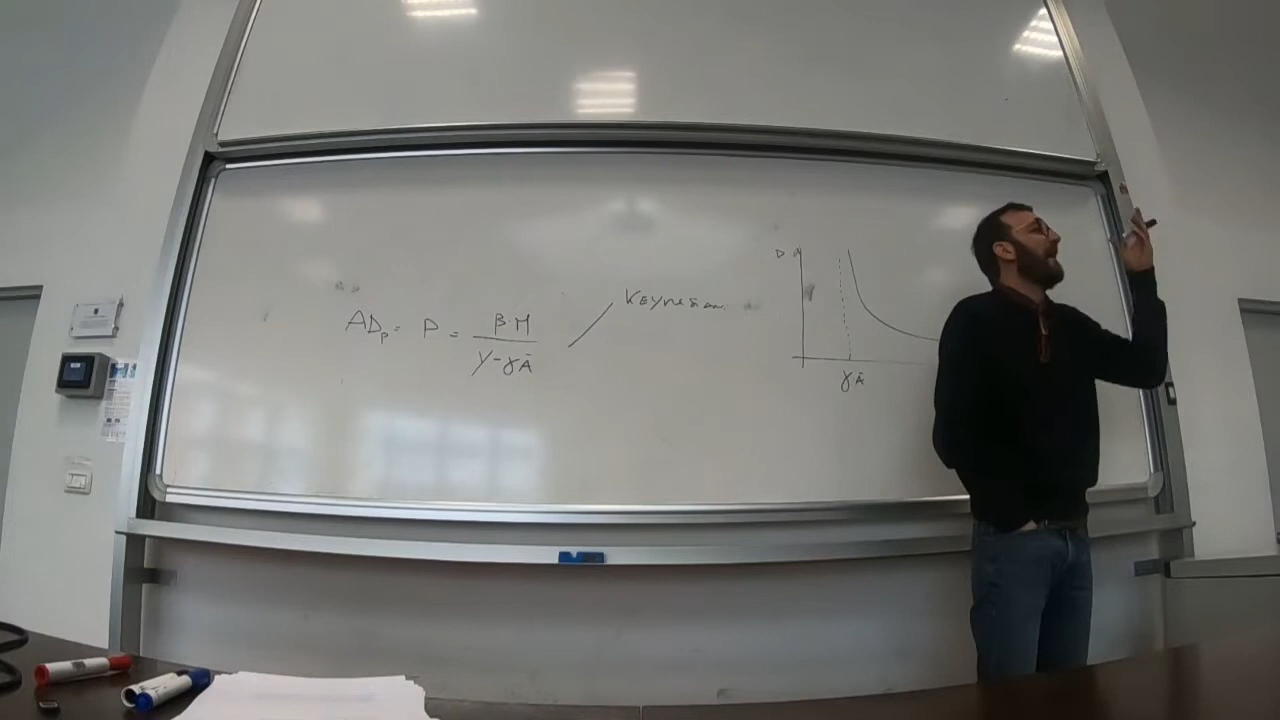 AD_P = P = βM / (Y - γĀ)
Keynesian
P
γĀ